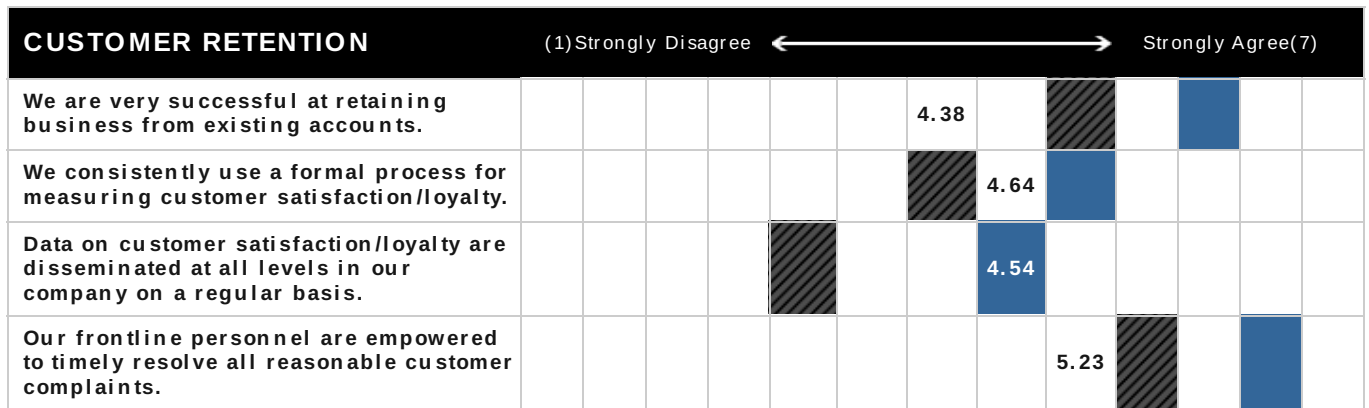 CUSTOMER RETENTION
(1)Strongly Disagree
Strongly Agree(7)
We are very successful at retaining
business from existing accounts.
4.38
We consistently use a formal process for
measuring customer satisfaction/loyalty.
4.64
Data on customer satisfaction/loyalty are
disseminated at all levels in our
company on a regular basis.
4.54
Our frontline personnel are empowered
to timely resolve all reasonable customer
complaints.
5.23